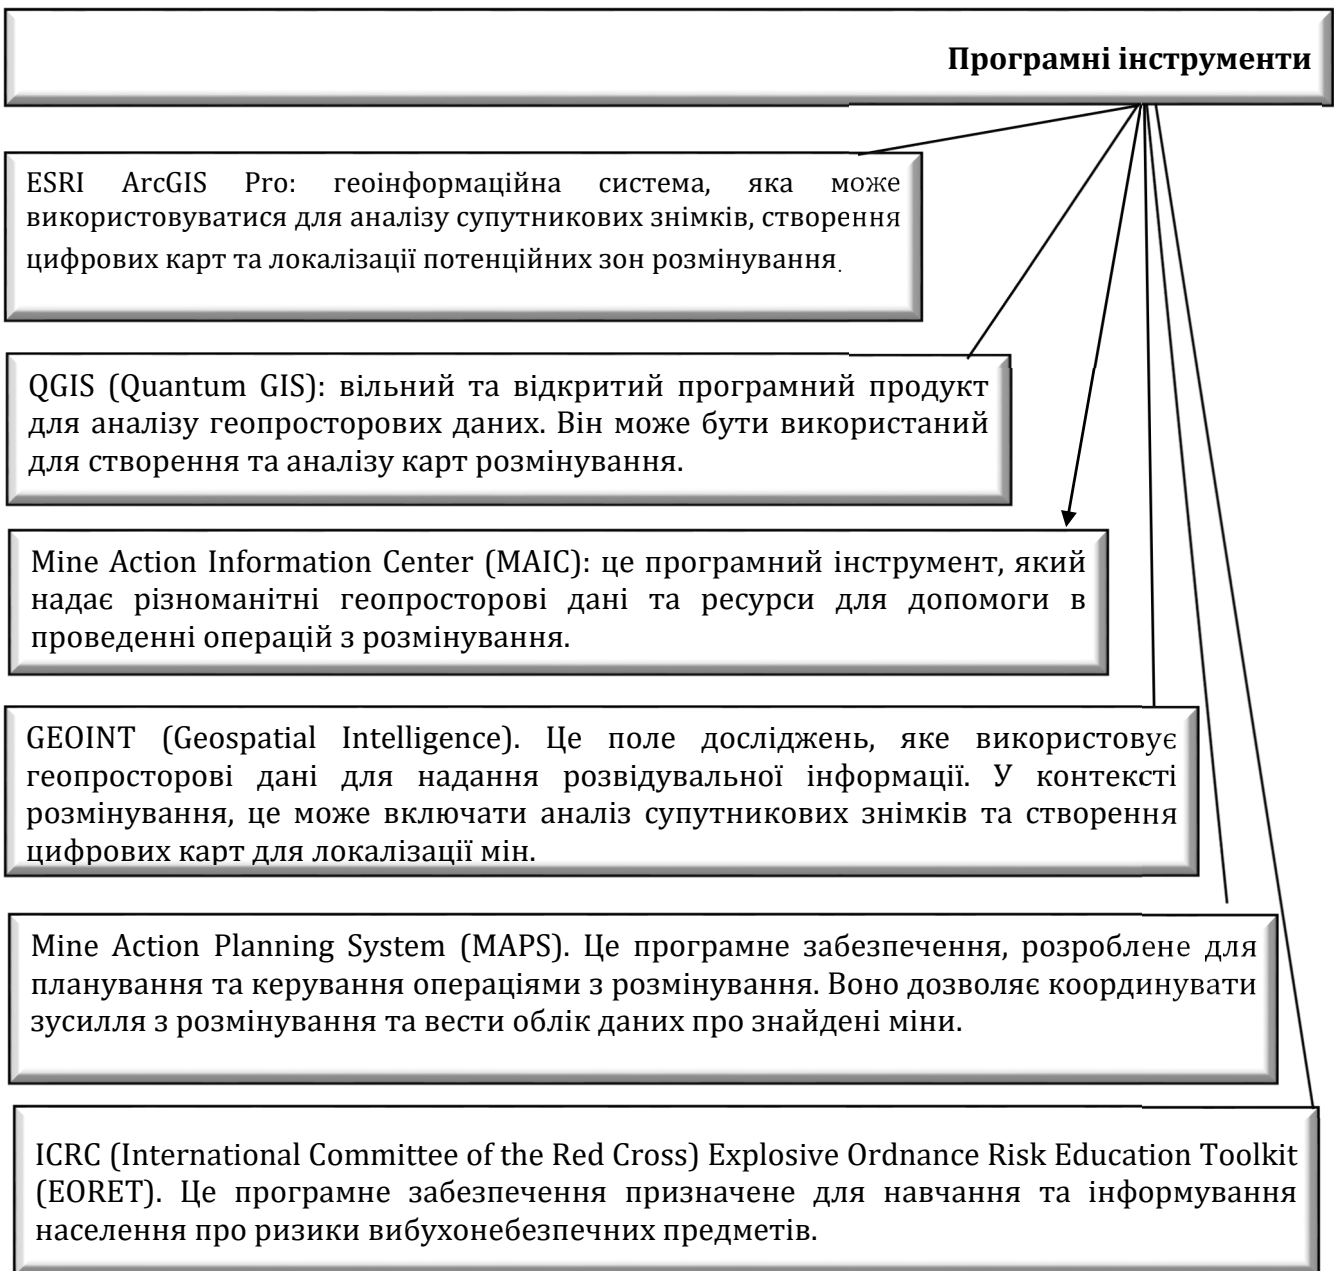 Програмні інструменти
ESRI ArcGIS Pro: геоінформаційна система, яка може
використовуватися для аналізу супутникових знімків, створення
цифрових карт та локалізації потенційних зон розмінування.
QGIS (Quantum GIS): вільний та відкритий програмний продукт
для аналізу геопросторових даних. Він може бути використаний
для створення та аналізу карт розмінування.
Mine Action Information Center (MAIC): це програмний інструмент, який
надає різноманітні геопросторові дані та ресурси для допомоги в
проведенні операцій з розмінування.
GEOINT (Geospatial Intelligence). Це поле досліджень, яке використовує
геопросторові дані для надання розвідувальної інформації. У контексті
розмінування, це може включати аналіз супутникових знімків та створення
цифрових карт для локалізації мін.
Mine Action Planning System (MAPS). Це програмне забезпечення, розроблене для
планування та керування операціями з розмінування. Воно дозволяє координувати
зусилля з розмінування та вести облік даних про знайдені міни.
ICRC (International Committee of the Red Cross) Explosive Ordnance Risk Education Toolkit
(EORET). Це програмне забезпечення призначене для навчання та інформування
населення про ризики вибухонебезпечних предметів.